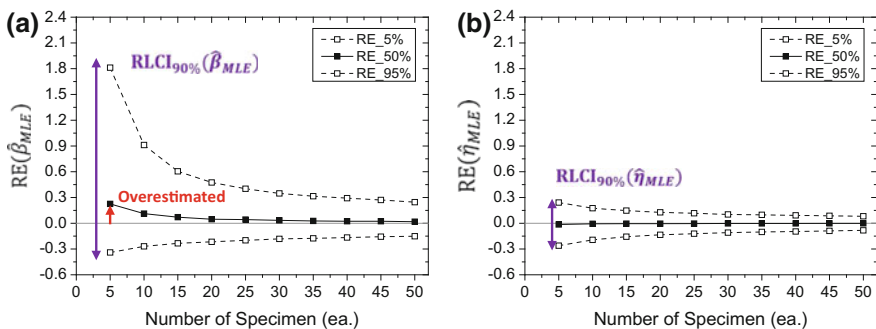 (a)
2.4
2.1
1.8
1.5
1.2
0.9
0.6
0.3
0.0
-0.3
-0.6
RE(β̂_MLE)
RLCI90%(β̂_MLE)
RE_5%
RE_50%
RE_95%
Overestimated
0 5 10 15 20 25 30 35 40 45 50
Number of Specimen (ea.)
(b)
2.4
2.1
1.8
1.5
1.2
0.9
0.6
0.3
0.0
-0.3
-0.6
RE(η̂_MLE)
RE_5%
RE_50%
RE_95%
RLCI90%(η̂_MLE)
0 5 10 15 20 25 30 35 40 45 50
Number of Specimen (ea.)